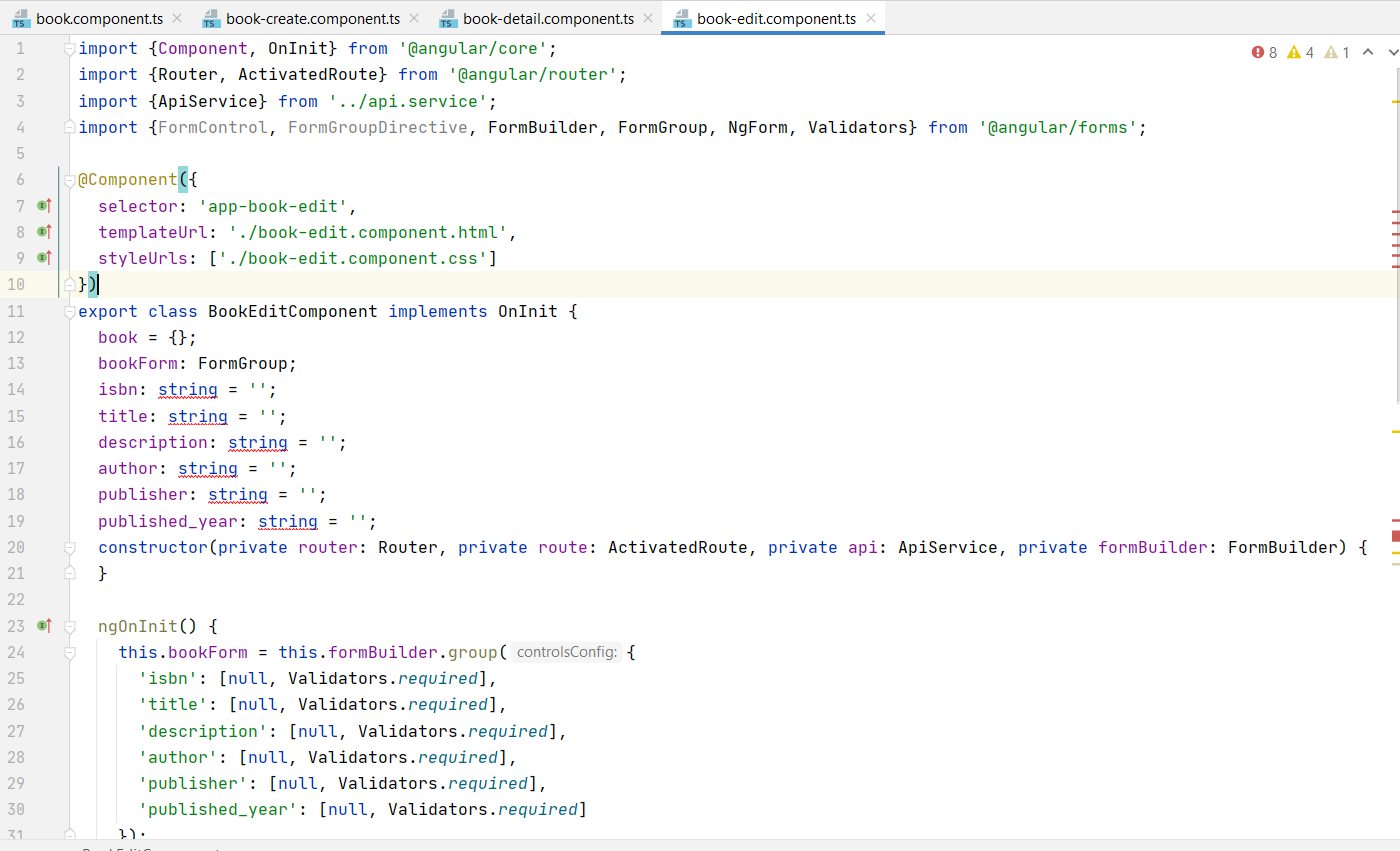 book.component.ts book-create.component.ts book-detail.component.ts book-edit.component.ts
8 4 1
1 import {Component, OnInit} from '@angular/core';
2 import {Router, ActivatedRoute} from '@angular/router';
3 import {ApiService} from '../api.service';
4 import {FormControl, FormGroupDirective, FormBuilder, FormGroup, NgForm, Validators} from '@angular/forms';
5
6 @Component({
7 selector: 'app-book-edit',
8 templateUrl: './book-edit.component.html',
9 styleUrls: ['./book-edit.component.css']
10 })
11 export class BookEditComponent implements OnInit {
12 book = {};
13 bookForm: FormGroup;
14 isbn: string = '';
15 title: string = '';
16 description: string = '';
17 author: string = '';
18 publisher: string = '';
19 published_year: string = '';
20 constructor(private router: Router, private route: ActivatedRoute, private api: ApiService, private formBuilder: FormBuilder) {
21 }
22
23 ngOnInit() {
24 this.bookForm = this.formBuilder.group( controlsConfig: {
25 'isbn': [null, Validators.required],
26 'title': [null, Validators.required],
27 'description': [null, Validators.required],
28 'author': [null, Validators.required],
29 'publisher': [null, Validators.required],
30 'published_year': [null, Validators.required]
31 });